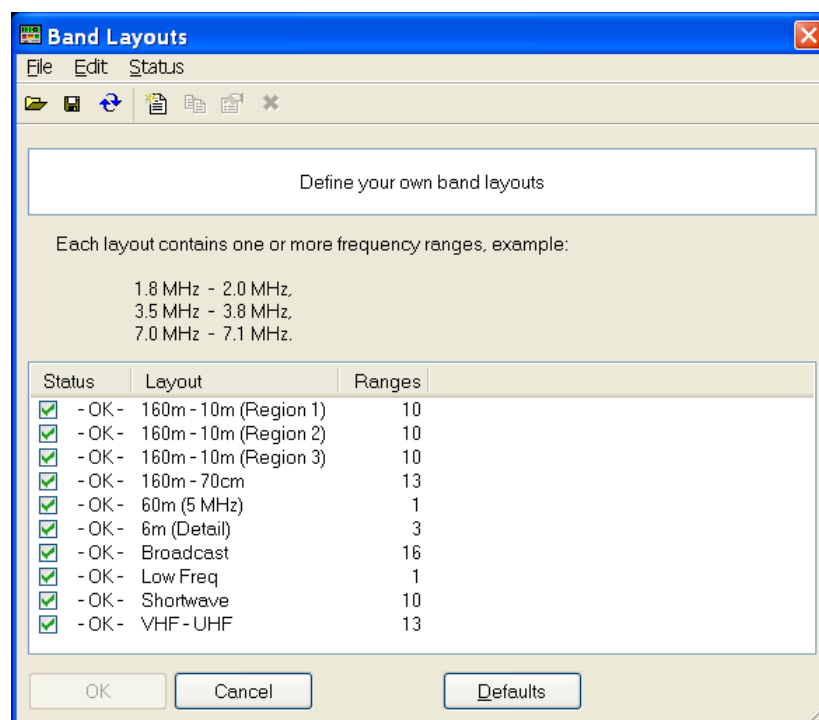 Band Layouts
File Edit Status
Define your own band layouts
Each layout contains one or more frequency ranges, example:
1.8 MHz - 2.0 MHz,
3.5 MHz - 3.8 MHz,
7.0 MHz - 7.1 MHz.
Status Layout Ranges
- OK - 160m - 10m (Region 1) 10
- OK - 160m - 10m (Region 2) 10
- OK - 160m - 10m (Region 3) 10
- OK - 160m - 70cm 13
- OK - 60m (5 MHz) 1
- OK - 6m (Detail) 3
- OK - Broadcast 16
- OK - Low Freq 1
- OK - Shortwave 10
- OK - VHF - UHF 13
OK Cancel Defaults